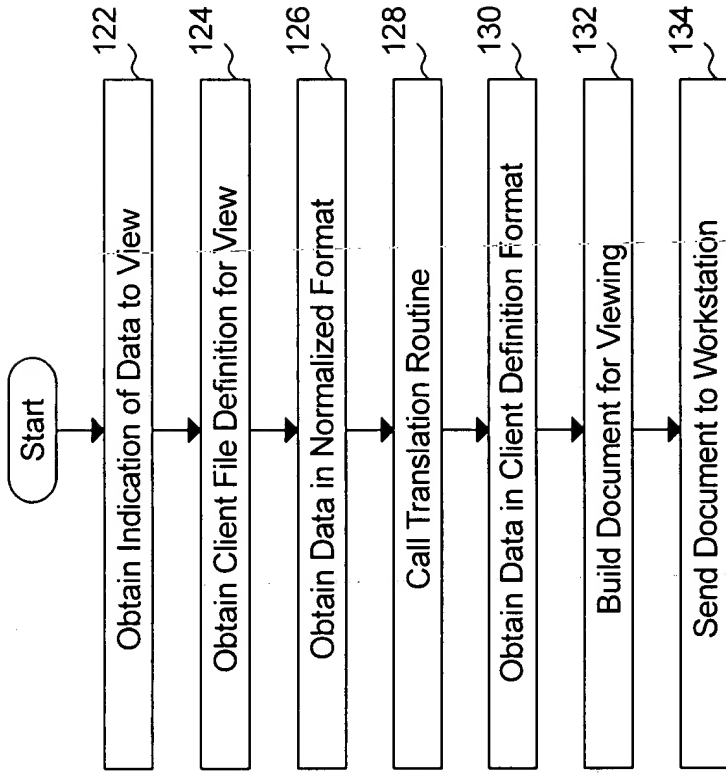 Start
Obtain Indication of Data to View
122
Obtain Client File Definition for View
124
Obtain Data in Normalized Format
126
Call Translation Routine
128
Obtain Data in Client Definition Format
130
Build Document for Viewing
132
Send Document to Workstation
134